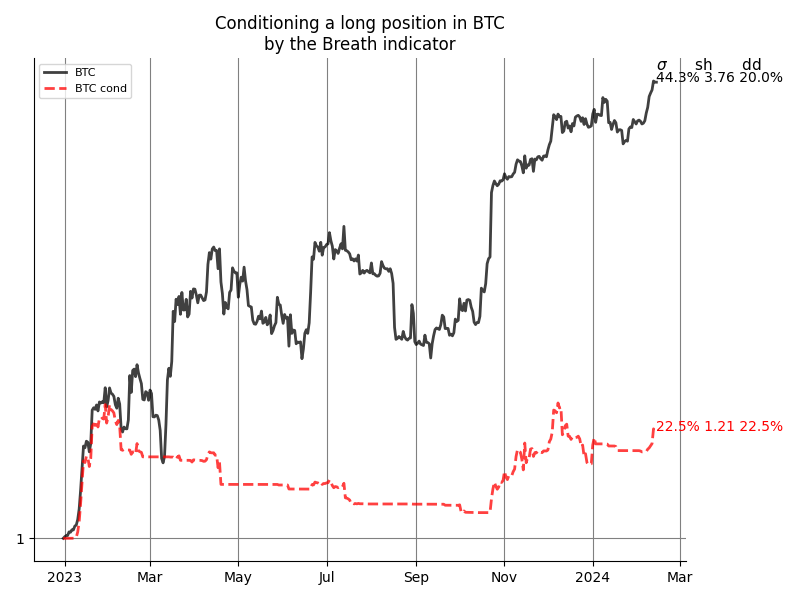 Conditioning a long position in BTC
by the Breath indicator
σ sh dd
44.3% 3.76 20.0%
BTC
BTC cond
22.5% 1.21 22.5%
1
2023 Mar May Jul Sep Nov 2024 Mar